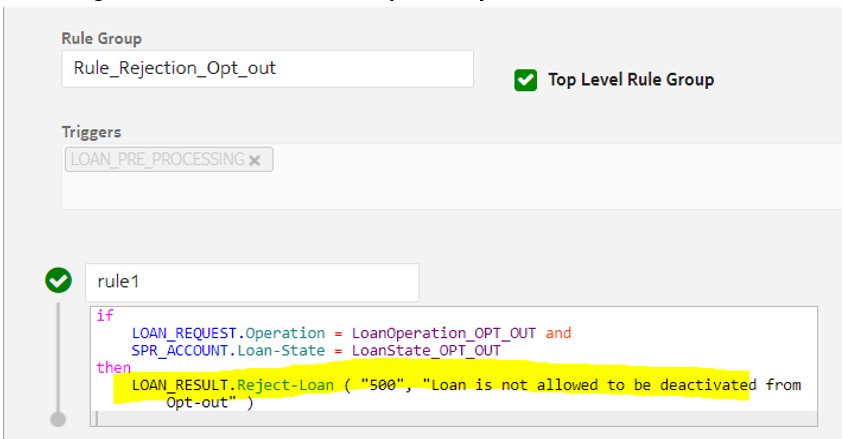 Rule Group
Rule_Rejection_Opt_out
Top Level Rule Group
Triggers
LOAN_PRE_PROCESSING ×
rule1
if
LOAN_REQUEST.Operation = LoanOperation_OPT_OUT and
SPR_ACCOUNT.Loan-State = LoanState_OPT_OUT
then
LOAN_RESULT.Reject-Loan ( "500", "Loan is not allowed to be deactivated from
Opt-out" )